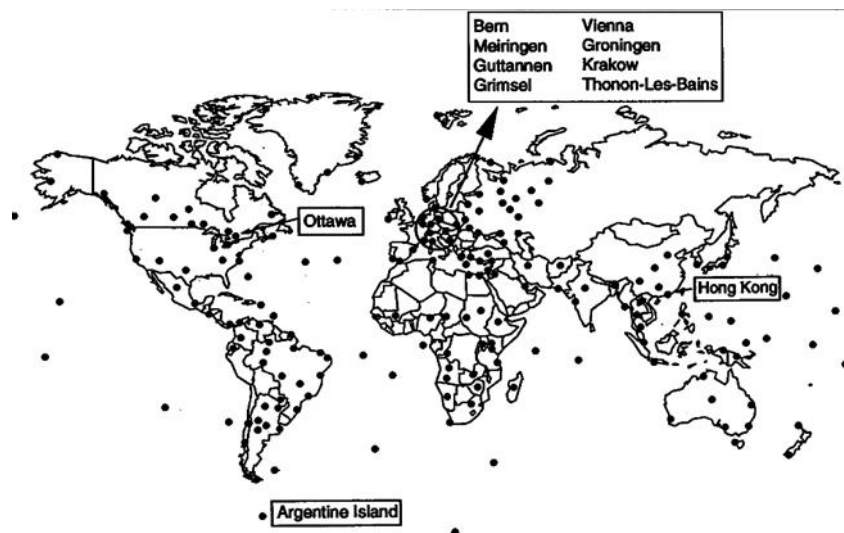 Bern Vienna
Meiringen Groningen
Guttannen Krakow
Grimsel Thonon-Les-Bains
Ottawa
Hong Kong
Argentine Island